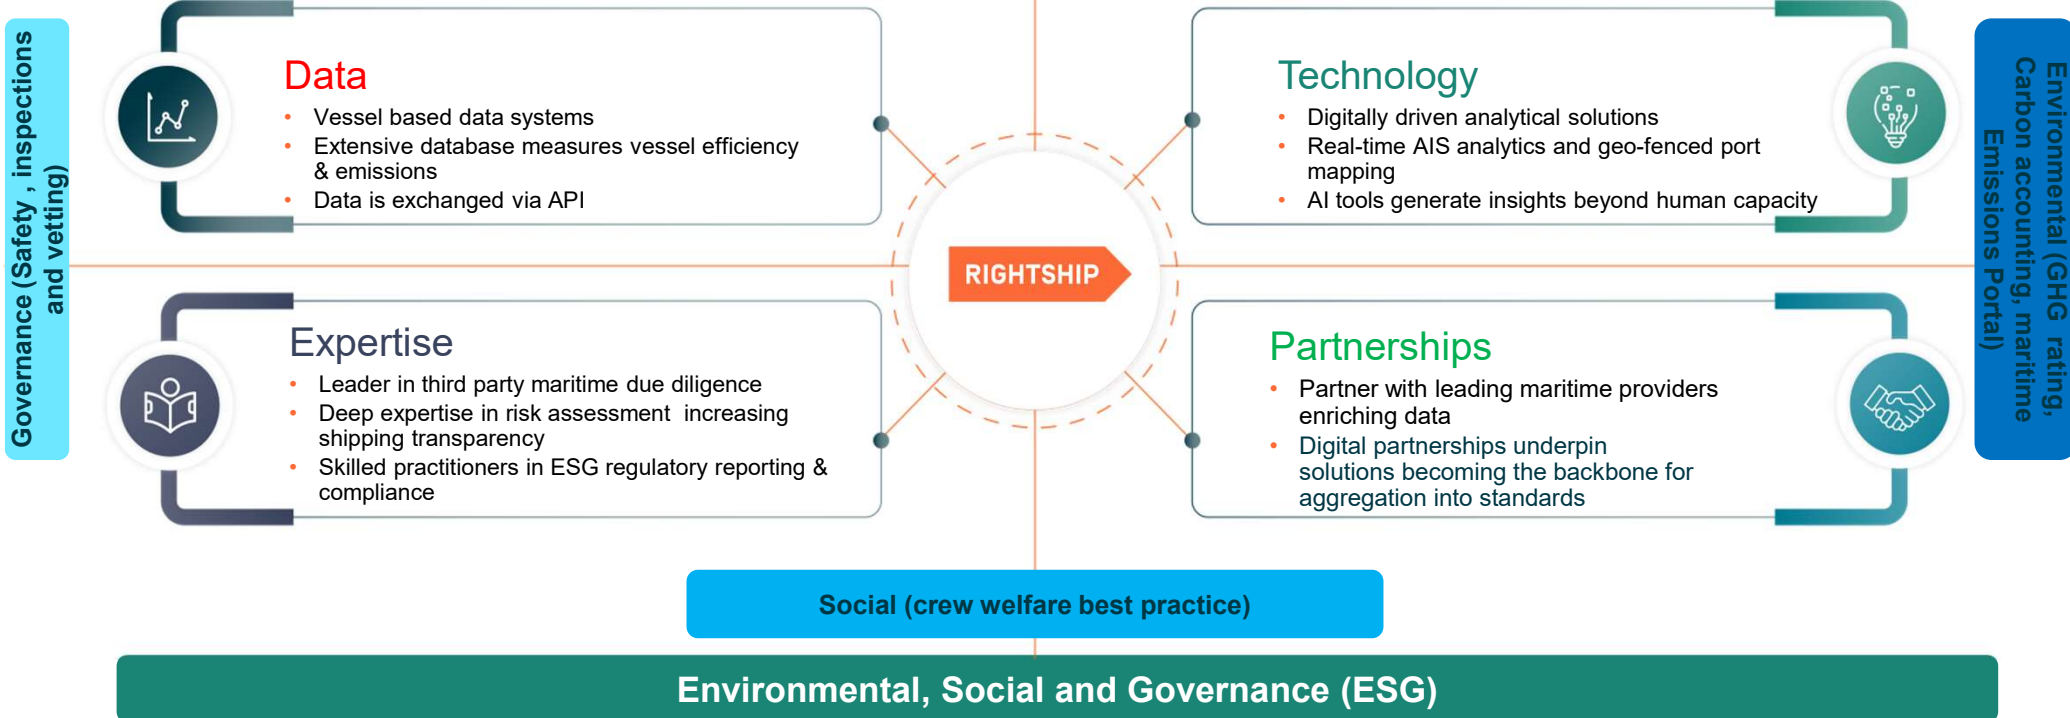 Governance (Safety , inspections
and vetting)
Data
• Vessel based data systems
• Extensive database measures vessel efficiency
& emissions
• Data is exchanged via API
Technology
• Digitally driven analytical solutions
• Real-time AIS analytics and geo-fenced port
mapping
• AI tools generate insights beyond human capacity
Environmental (GHG rating,
Carbon accounting, maritime
Emissions Portal)
RIGHTSHIP
Expertise
• Leader in third party maritime due diligence
• Deep expertise in risk assessment increasing
shipping transparency
• Skilled practitioners in ESG regulatory reporting &
compliance
Partnerships
• Partner with leading maritime providers
enriching data
• Digital partnerships underpin
solutions becoming the backbone for
aggregation into standards
Social (crew welfare best practice)
Environmental, Social and Governance (ESG)